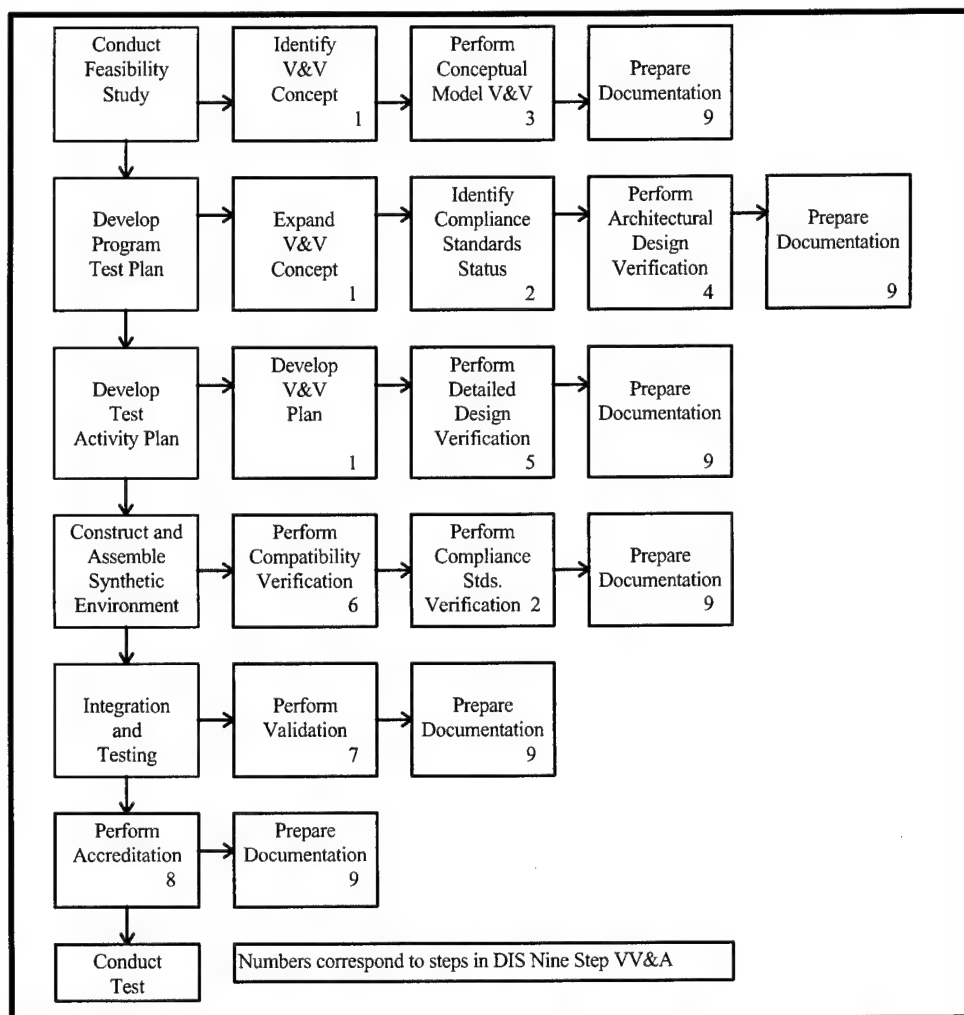 Conduct
Feasibility
Study
Identify
V&V
Concept
1
Perform
Conceptual
Model V&V
3
Prepare
Documentation
9
Develop
Program
Test Plan
Expand
V&V
Concept
1
Identify
Compliance
Standards
Status
2
Perform
Architectural
Design
Verification
4
Prepare
Documentation
9
Develop
Test
Activity Plan
Develop
V&V
Plan
1
Perform
Detailed
Design
Verification
5
Prepare
Documentation
9
Construct and
Assemble
Synthetic
Environment
Perform
Compatibility
Verification
6
Perform
Compliance
Stds.
Verification 2
Prepare
Documentation
9
Integration
and
Testing
Perform
Validation
7
Prepare
Documentation
9
Perform
Accreditation
8
Prepare
Documentation
9
Conduct
Test
Numbers correspond to steps in DIS Nine Step VV&A